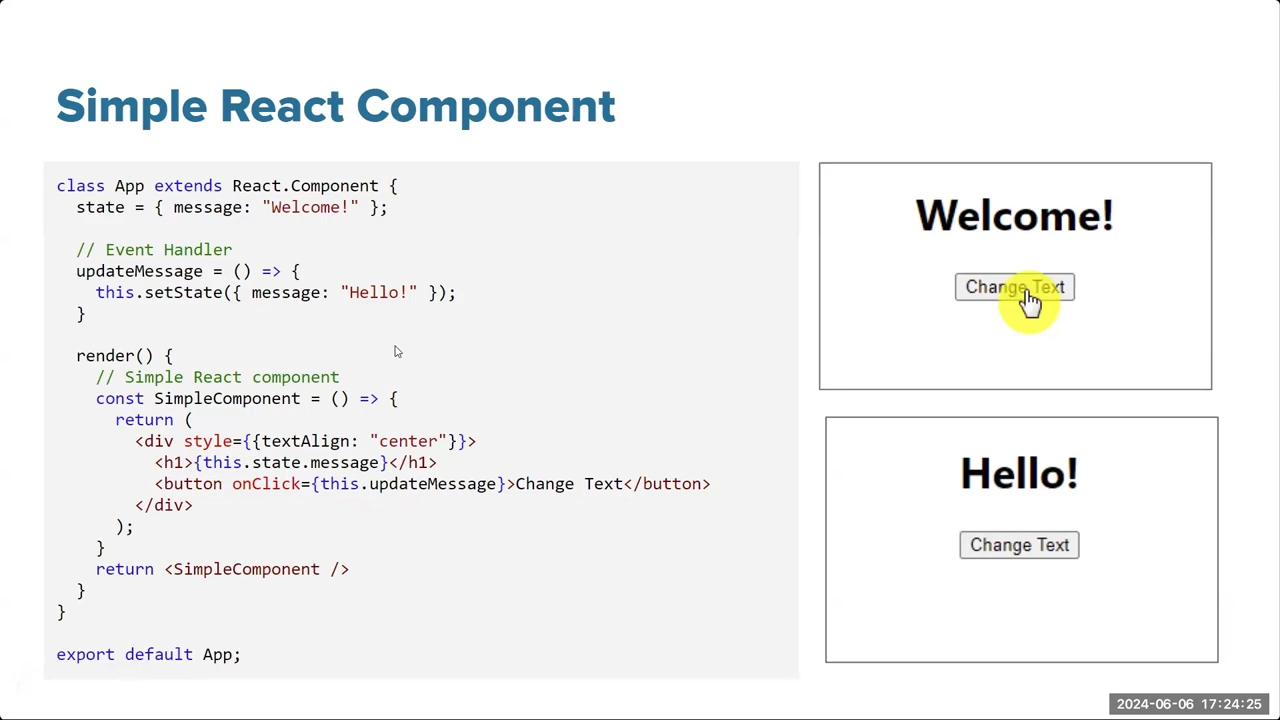 Simple React Component
class App extends React.Component {
  state = { message: "Welcome!" };

  // Event Handler
  updateMessage = () => {
    this.setState({ message: "Hello!" });
  }

  render() {
    // Simple React component
    const SimpleComponent = () => {
      return (
        <div style={{textAlign: "center"}}>
          <h1>{this.state.message}</h1>
          <button onClick={this.updateMessage}>Change Text</button>
        </div>
      );
    }
    return <SimpleComponent />
  }
}

export default App;
Welcome!
Change Text
Hello!
Change Text
2024-06-06 17:24:25